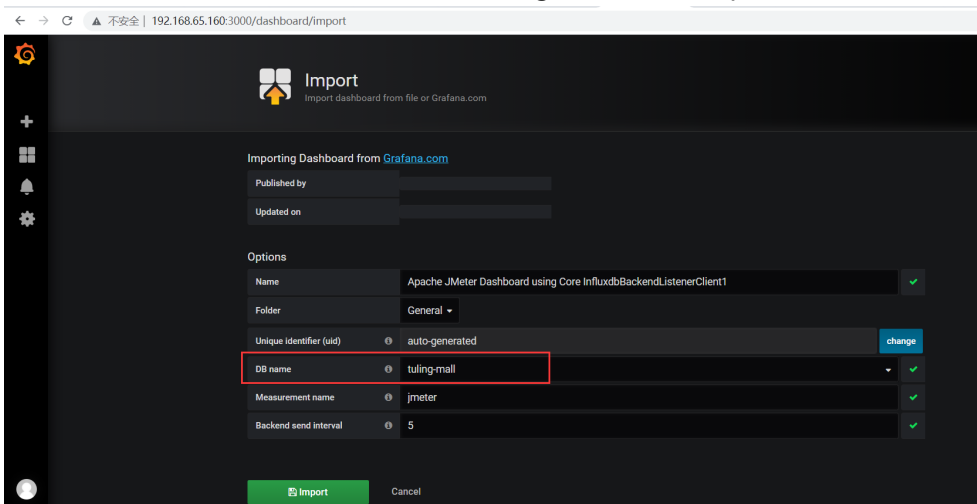 不安全 | 192.168.65.160:3000/dashboard/import
Import
Import dashboard from file or Grafana.com
Importing Dashboard from Grafana.com
Published by
Updated on
Options
Name Apache JMeter Dashboard using Core InfluxdbBackendListenerClient1
Folder General
Unique identifier (uid) auto-generated change
DB name tuling-mall
Measurement name jmeter
Backend send interval 5
Import Cancel